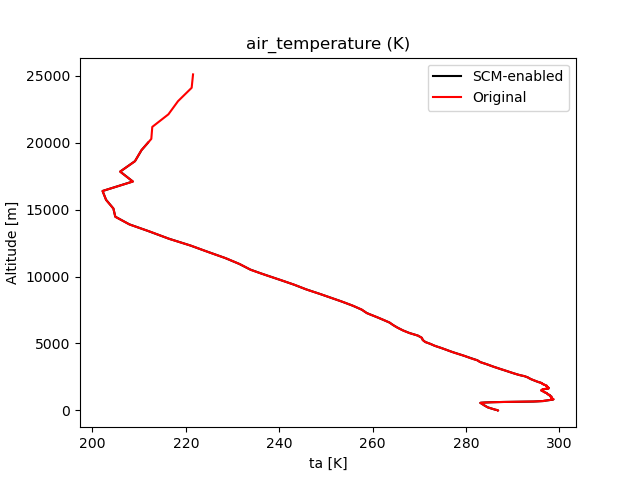 air_temperature (K)
SCM-enabled
Original
25000
20000
15000
10000
5000
0
Altitude [m]
200
220
240
260
280
300
ta [K]